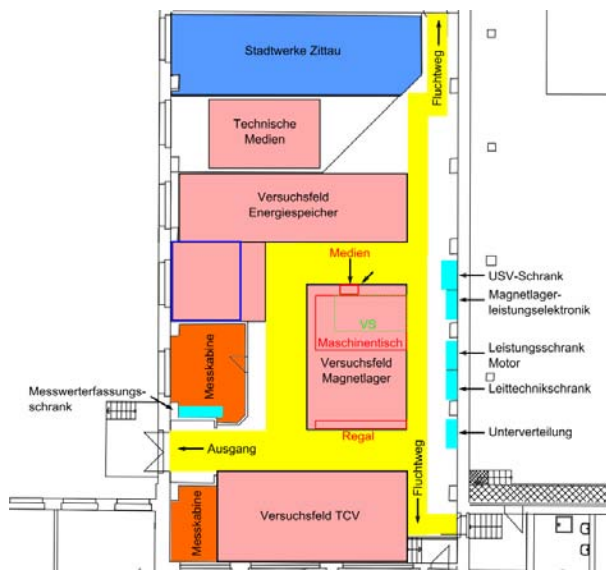 Stadtwerke Zittau
Fluchtweg
Technische
Medien
Versuchsfeld
Energiespeicher
Medien
USV-Schrank
Magnetlager-
leistungselektronik
VS
Maschinentisch
Versuchsfeld
Magnetlager
Leistungsschrank
Motor
Messkabine
Messwerterfassungs-
schrank
Leittechnikschrank
Regal
Unterverteilung
Ausgang
Fluchtweg
Messkabine
Versuchsfeld TCV